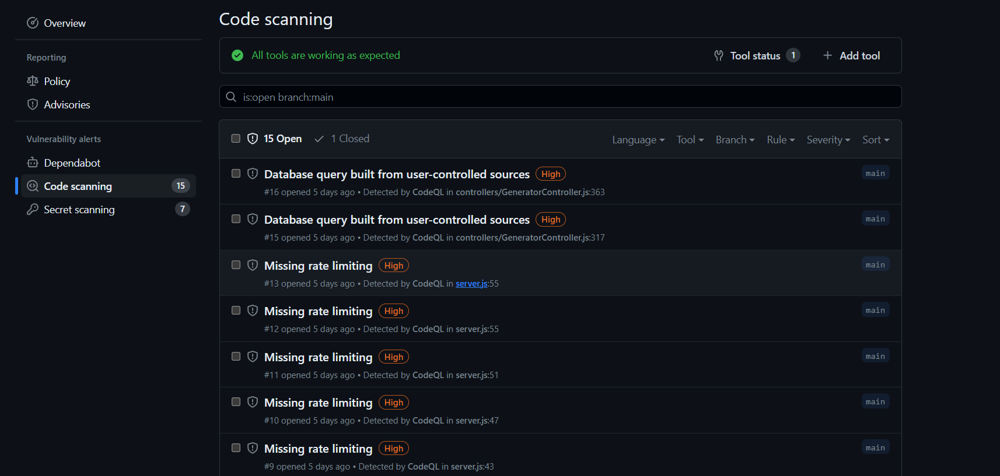 Overview
Reporting
Policy
Advisories
Vulnerability alerts
Dependabot
Code scanning 15
Secret scanning 7
Code scanning
All tools are working as expected
Tool status 1
Add tool
is:open branch:main
15 Open 1 Closed
Language Tool Branch Rule Severity Sort
Database query built from user-controlled sources High main
#16 opened 5 days ago • Detected by CodeQL in controllers/GeneratorController.js:363
Database query built from user-controlled sources High main
#15 opened 5 days ago • Detected by CodeQL in controllers/GeneratorController.js:317
Missing rate limiting High main
#13 opened 5 days ago • Detected by CodeQL in server.js:55
Missing rate limiting High main
#12 opened 5 days ago • Detected by CodeQL in server.js:55
Missing rate limiting High main
#11 opened 5 days ago • Detected by CodeQL in server.js:51
Missing rate limiting High main
#10 opened 5 days ago • Detected by CodeQL in server.js:47
Missing rate limiting High main
#9 opened 5 days ago • Detected by CodeQL in server.js:43